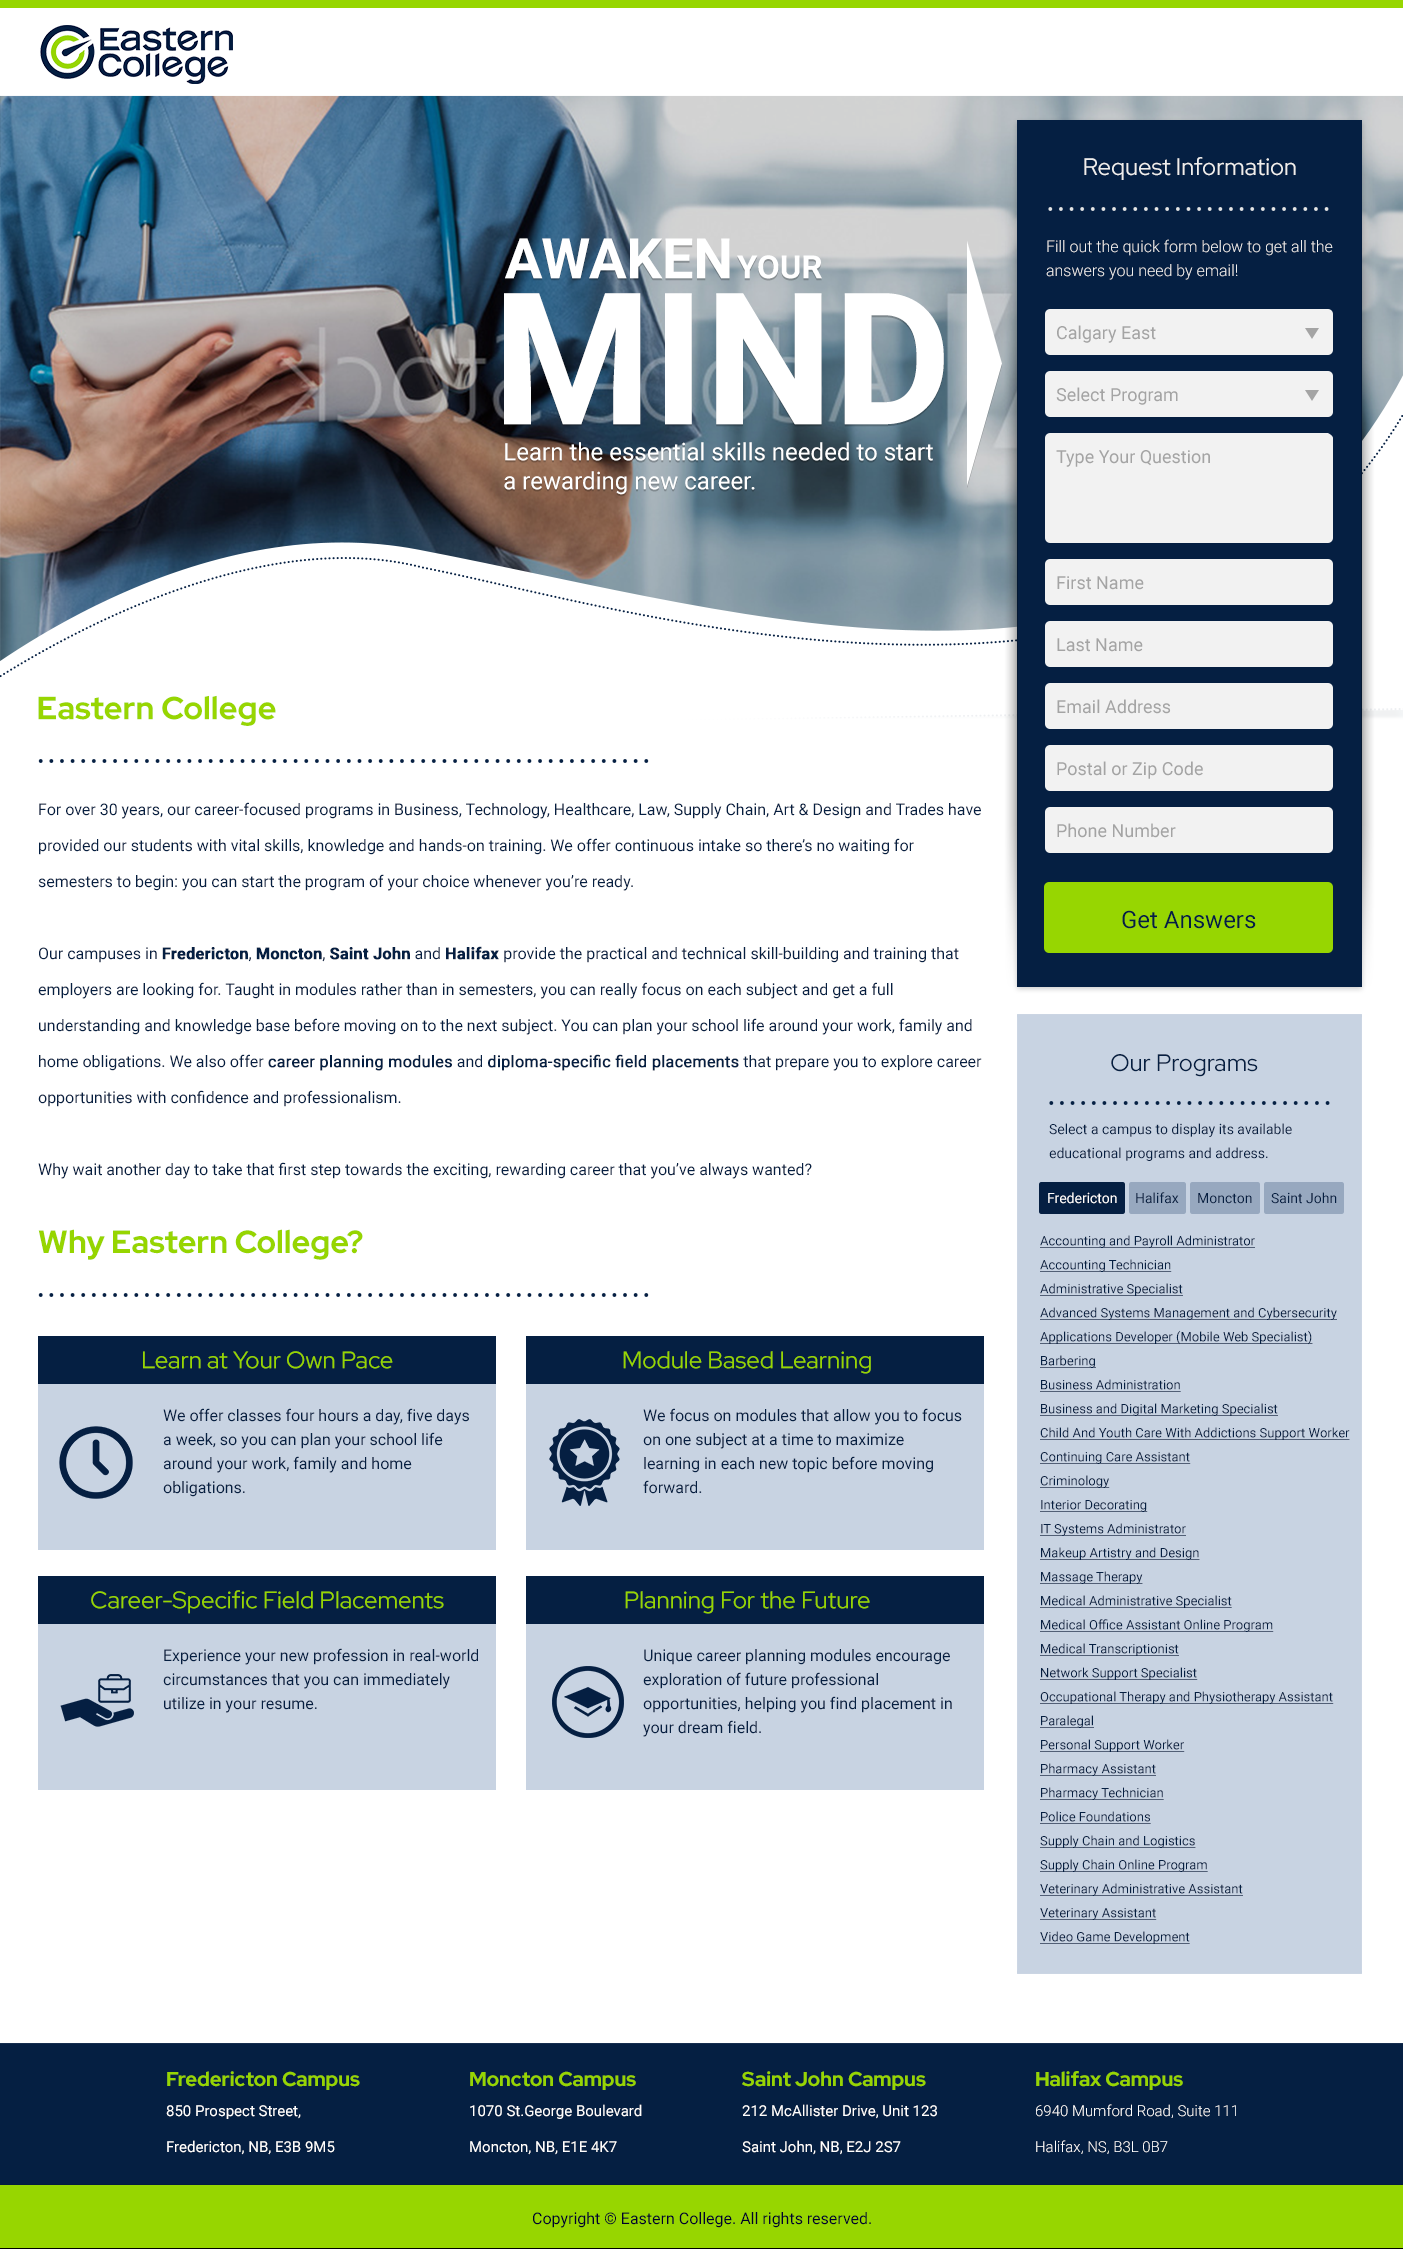 Eastern
College
AWAKEN YOUR
MIND
Learn the essential skills needed to start
a rewarding new career.
Request Information
Fill out the quick form below to get all the
answers you need by email!
Calgary East
Select Program
Type Your Question
First Name
Last Name
Email Address
Postal or Zip Code
Phone Number
Get Answers
Eastern College
For over 30 years, our career-focused programs in Business, Technology, Healthcare, Law, Supply Chain, Art & Design and Trades have
provided our students with vital skills, knowledge and hands-on training. We offer continuous intake so there's no waiting for
semesters to begin: you can start the program of your choice whenever you're ready.
Our campuses in Fredericton, Moncton, Saint John and Halifax provide the practical and technical skill-building and training that
employers are looking for. Taught in modules rather than in semesters, you can really focus on each subject and get a full
understanding and knowledge base before moving on to the next subject. You can plan your school life around your work, family and
home obligations. We also offer career planning modules and diploma-specific field placements that prepare you to explore career
opportunities with confidence and professionalism.
Why wait another day to take that first step towards the exciting, rewarding career that you've always wanted?
Why Eastern College?
Learn at Your Own Pace
We offer classes four hours a day, five days
a week, so you can plan your school life
around your work, family and home
obligations.
Module Based Learning
We focus on modules that allow you to focus
on one subject at a time to maximize
learning in each new topic before moving
forward.
Career-Specific Field Placements
Experience your new profession in real-world
circumstances that you can immediately
utilize in your resume.
Planning For the Future
Unique career planning modules encourage
exploration of future professional
opportunities, helping you find placement in
your dream field.
Our Programs
Select a campus to display its available
educational programs and address.
Fredericton Halifax Moncton Saint John
Accounting and Payroll Administrator
Accounting Technician
Administrative Specialist
Advanced Systems Management and Cybersecurity
Applications Developer (Mobile Web Specialist)
Barbering
Business Administration
Business and Digital Marketing Specialist
Child And Youth Care With Addictions Support Worker
Continuing Care Assistant
Criminology
Interior Decorating
IT Systems Administrator
Makeup Artistry and Design
Massage Therapy
Medical Administrative Specialist
Medical Office Assistant Online Program
Medical Transcriptionist
Network Support Specialist
Occupational Therapy and Physiotherapy Assistant
Paralegal
Personal Support Worker
Pharmacy Assistant
Pharmacy Technician
Police Foundations
Supply Chain and Logistics
Supply Chain Online Program
Veterinary Administrative Assistant
Veterinary Assistant
Video Game Development
Fredericton Campus
850 Prospect Street,
Fredericton, NB, E3B 9M5
Moncton Campus
1070 St.George Boulevard
Moncton, NB, E1E 4K7
Saint John Campus
212 McAllister Drive, Unit 123
Saint John, NB, E2J 2S7
Halifax Campus
6940 Mumford Road, Suite 111
Halifax, NS, B3L 0B7
Copyright © Eastern College. All rights reserved.